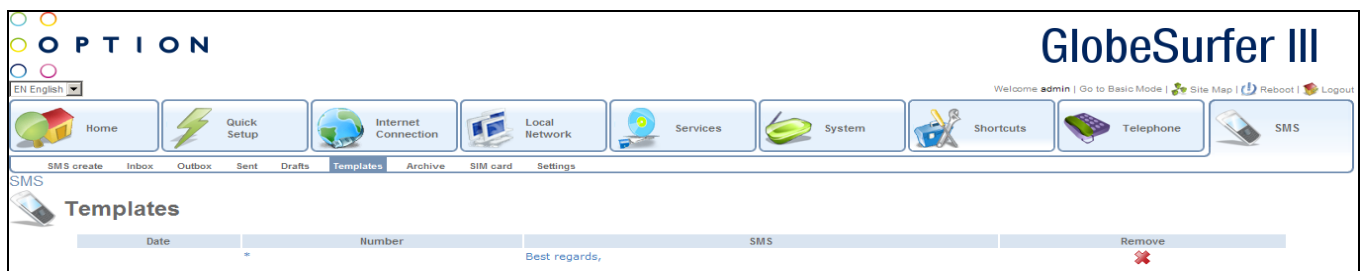 OPTION
GlobeSurfer III
EN English
Welcome admin | Go to Basic Mode | Site Map | Reboot | Logout
Home
Quick Setup
Internet Connection
Local Network
Services
System
Shortcuts
Telephone
SMS
SMS create Inbox Outbox Sent Drafts Templates Archive SIM card Settings
SMS
Templates
Date Number SMS Remove
* Best regards,